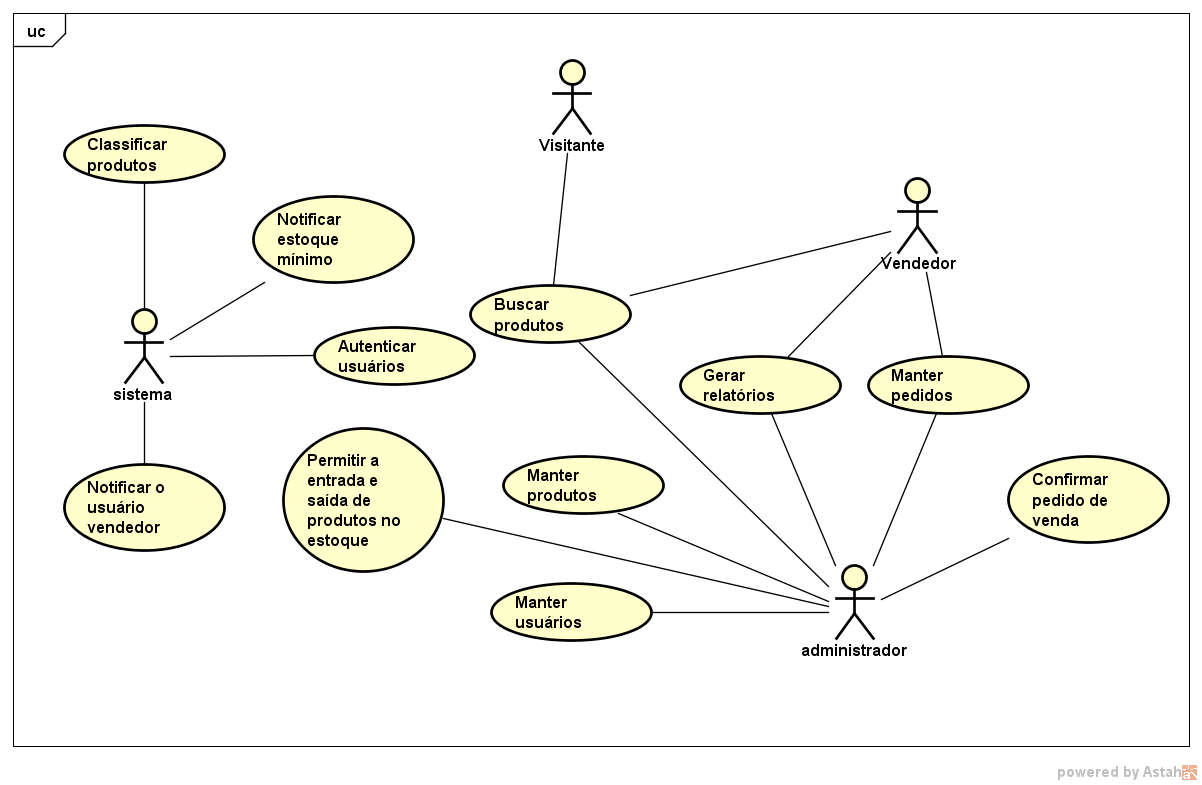 uc
Visitante
Classificar
produtos
Notificar
estoque
mínimo
Vendedor
Buscar
produtos
Autenticar
usuários
sistema
Gerar
relatórios
Manter
pedidos
Notificar o
usuário
vendedor
Permitir a
entrada e
saída de
produtos no
estoque
Manter
produtos
Confirmar
pedido de
venda
Manter
usuários
administrador
powered by Astah